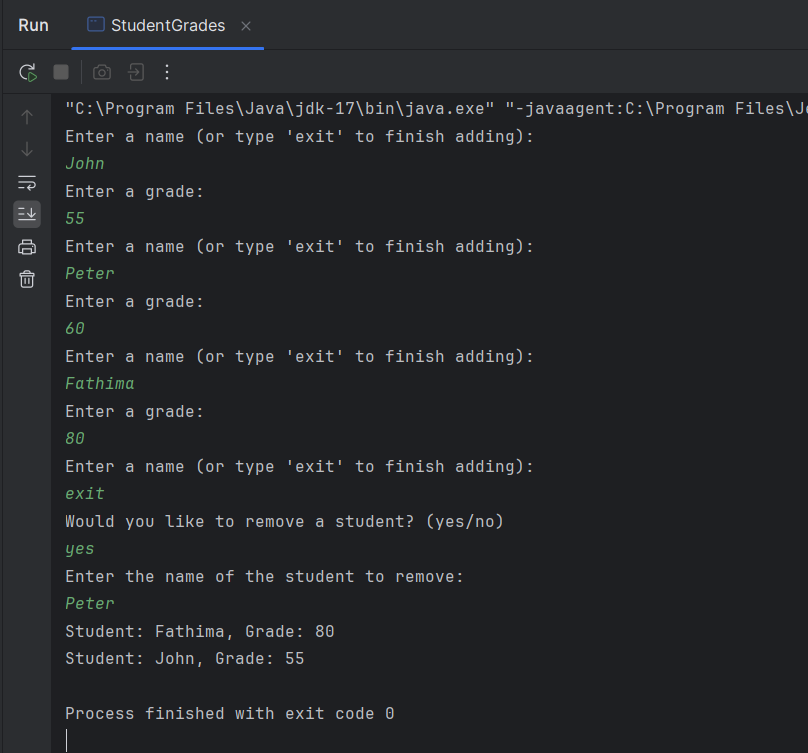 Run StudentGrades
"C:\Program Files\Java\jdk-17\bin\java.exe" "-javaagent:C:\Program Files\
Enter a name (or type 'exit' to finish adding):
John
Enter a grade:
55
Enter a name (or type 'exit' to finish adding):
Peter
Enter a grade:
60
Enter a name (or type 'exit' to finish adding):
Fathima
Enter a grade:
80
Enter a name (or type 'exit' to finish adding):
exit
Would you like to remove a student? (yes/no)
yes
Enter the name of the student to remove:
Peter
Student: Fathima, Grade: 80
Student: John, Grade: 55
Process finished with exit code 0